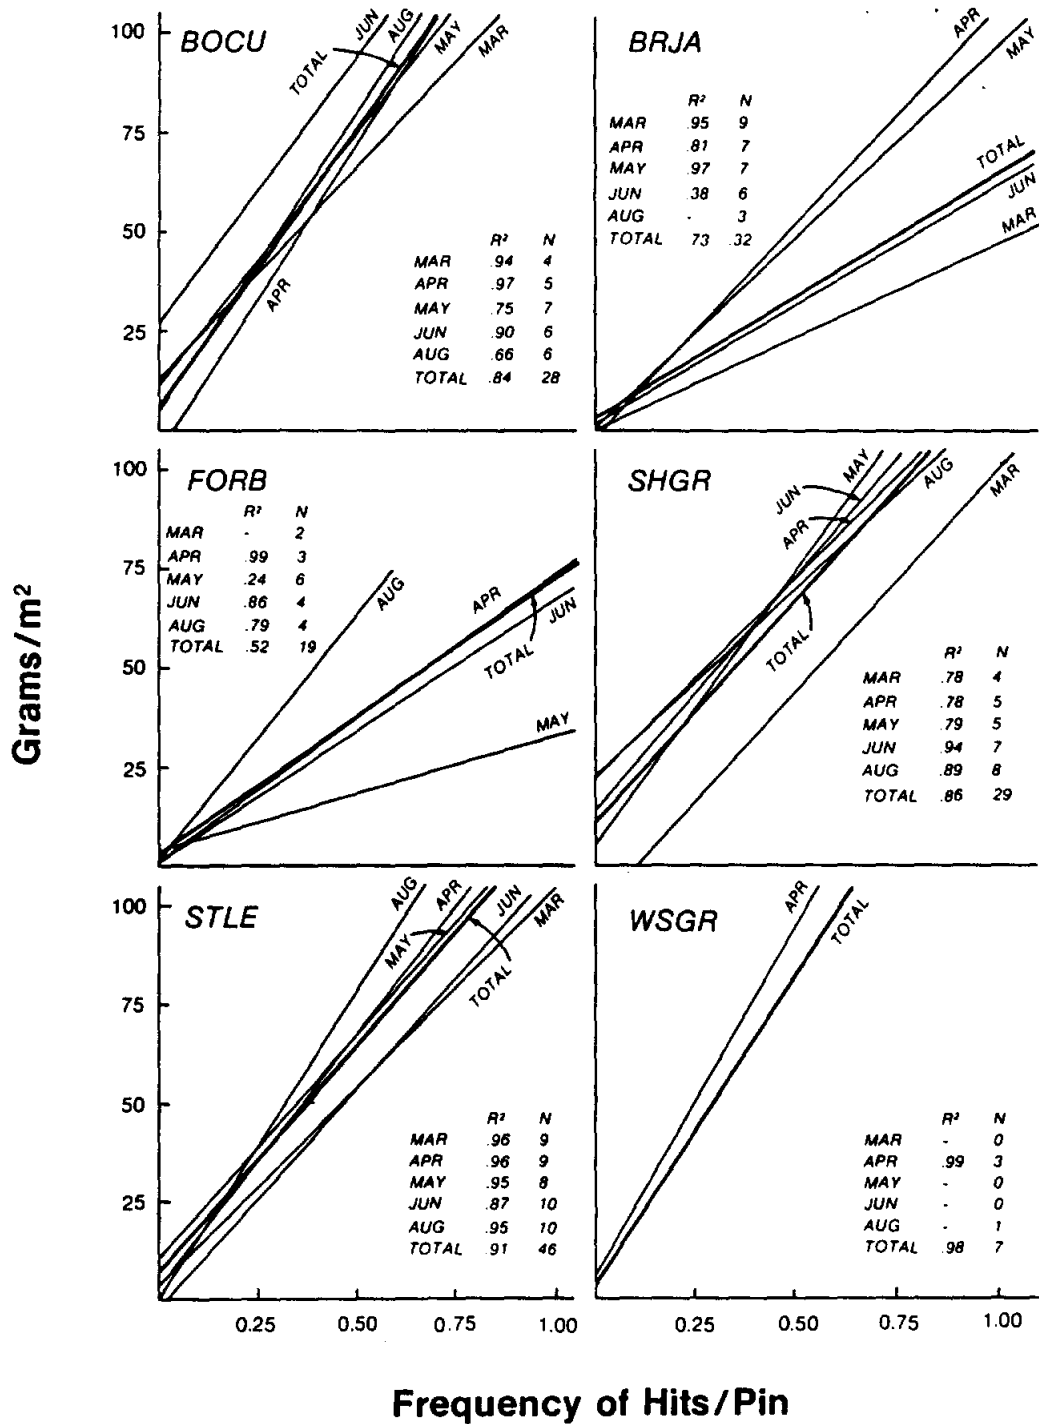 Grams/m²
100
75
50
25
BOCU
JUN
AUG
MAY
MAR
TOTAL
APR
R² N
MAR .94 4
APR .97 5
MAY .75 7
JUN .90 6
AUG .66 6
TOTAL .84 28
BRJA
APR
MAY
TOTAL
JUN
MAR
R² N
MAR .95 9
APR .81 7
MAY .97 7
JUN .38 6
AUG - 3
TOTAL .73 .32
100
75
50
25
FORB
R² N
MAR - 2
APR .99 3
MAY .24 6
JUN .86 4
AUG .79 4
TOTAL .52 19
AUG
APR
JUN
TOTAL
MAY
SHGR
MAY
JUN
APR
AUG
MAR
TOTAL
R² N
MAR .78 4
APR .78 5
MAY .79 5
JUN .94 7
AUG .89 8
TOTAL .86 29
100
75
50
25
STLE
AUG
APR
JUN
MAR
MAY
TOTAL
R² N
MAR .96 9
APR .96 9
MAY .95 8
JUN .87 10
AUG .95 10
TOTAL .91 46
0.25 0.50 0.75 1.00
WSGR
APR
TOTAL
R² N
MAR - 0
APR .99 3
MAY - 0
JUN - 0
AUG - 1
TOTAL .98 7
0.25 0.50 0.75 1.00
Frequency of Hits/Pin